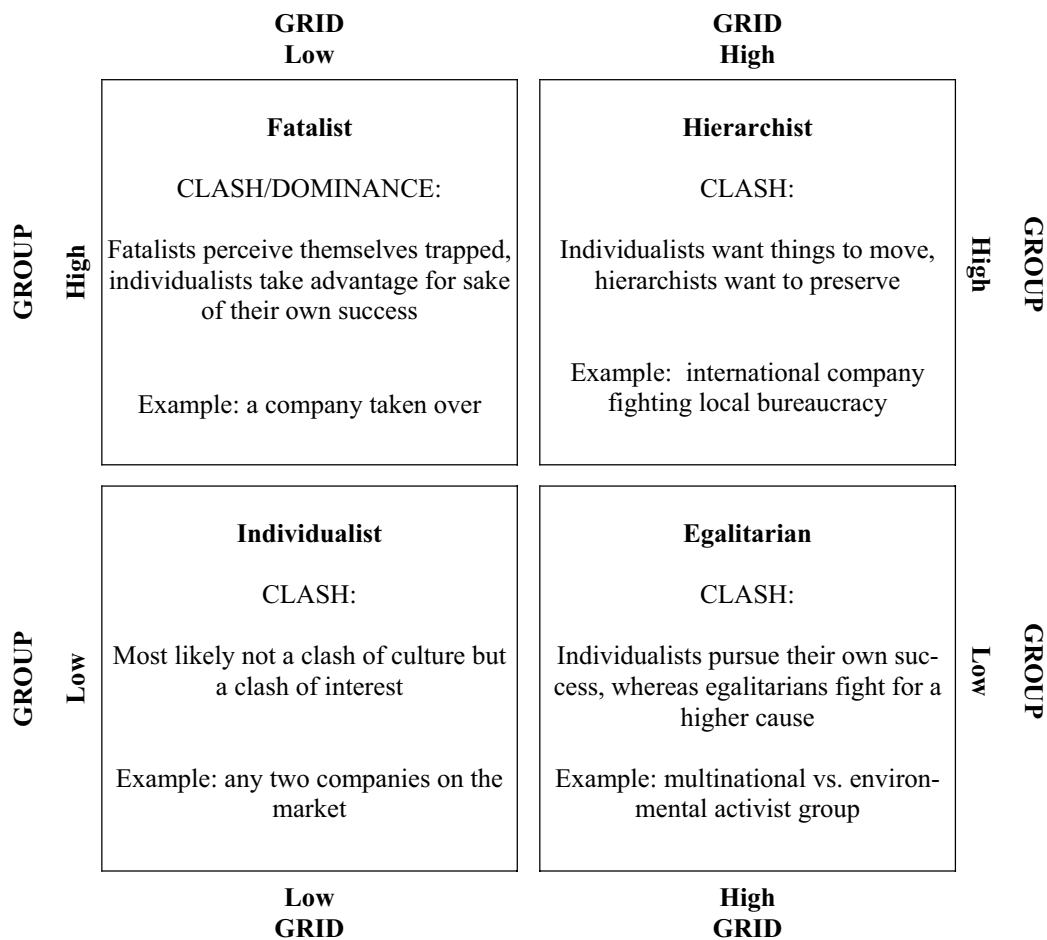 GRID
Low
GRID
High
GROUP
High
Fatalist
CLASH/DOMINANCE:
Fatalists perceive themselves trapped,
individualists take advantage for sake
of their own success
Example: a company taken over
Hierarchist
CLASH:
Individualists want things to move,
hierarchists want to preserve
Example:  international company
fighting local bureaucracy
High
GROUP
GROUP
Low
Individualist
CLASH:
Most likely not a clash of culture but
a clash of interest
Example: any two companies on the
market
Egalitarian
CLASH:
Individualists pursue their own suc-
cess, whereas egalitarians fight for a
higher cause
Example: multinational vs. environ-
mental activist group
Low
GROUP
Low
GRID
High
GRID